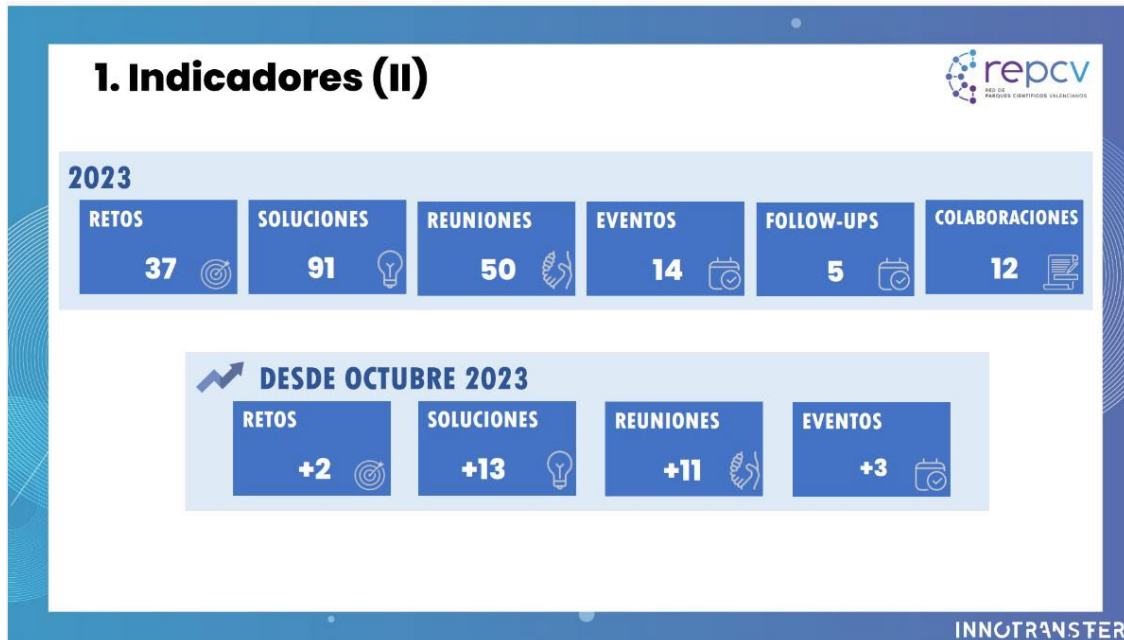 1. Indicadores (II)
repcv
RED DE
PARQUES CIENTÍFICOS VALENCIANOS
2023
RETOS
37
SOLUCIONES
91
REUNIONES
50
EVENTOS
14
FOLLOW-UPS
5
COLABORACIONES
12
DESDE OCTUBRE 2023
RETOS
+2
SOLUCIONES
+13
REUNIONES
+11
EVENTOS
+3
INNOTRANSFER